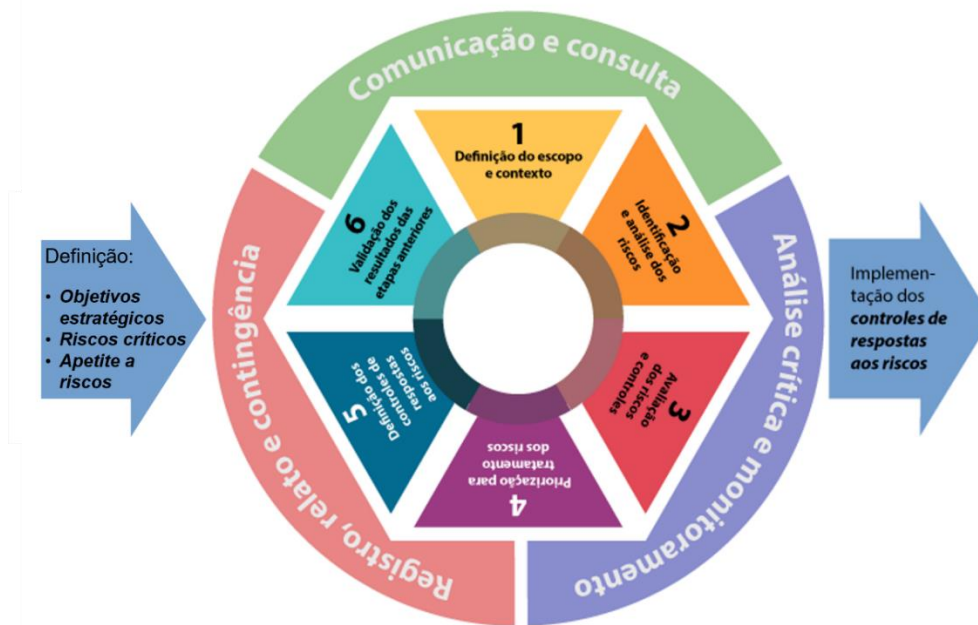 Comunicação e consulta
1
Definição do escopo
e contexto
2
Identificação
e análise dos
riscos
3
Avaliação
dos riscos
e controles
4
Priorização para
tratamento
dos riscos
5
Definição dos
controles de
respostas
aos riscos
6
Validação dos
resultados das
etapas anteriores
Registro, relato e contingência
Análise crítica e monitoramento
Definição:
• Objetivos
estratégicos
• Riscos críticos
• Apetite a
riscos
Implemen-
tação dos
controles de
respostas
aos riscos